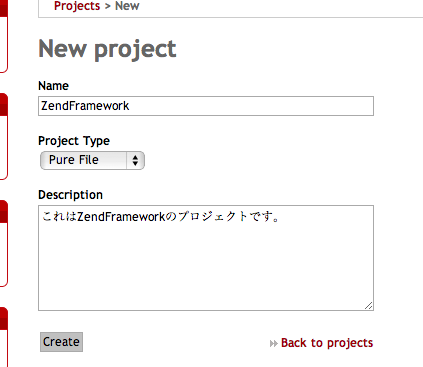 Projects > New
New project
Name
ZendFramework
Project Type
Pure File
Description
これはZendFrameworkのプロジェクトです。
Create
Back to projects